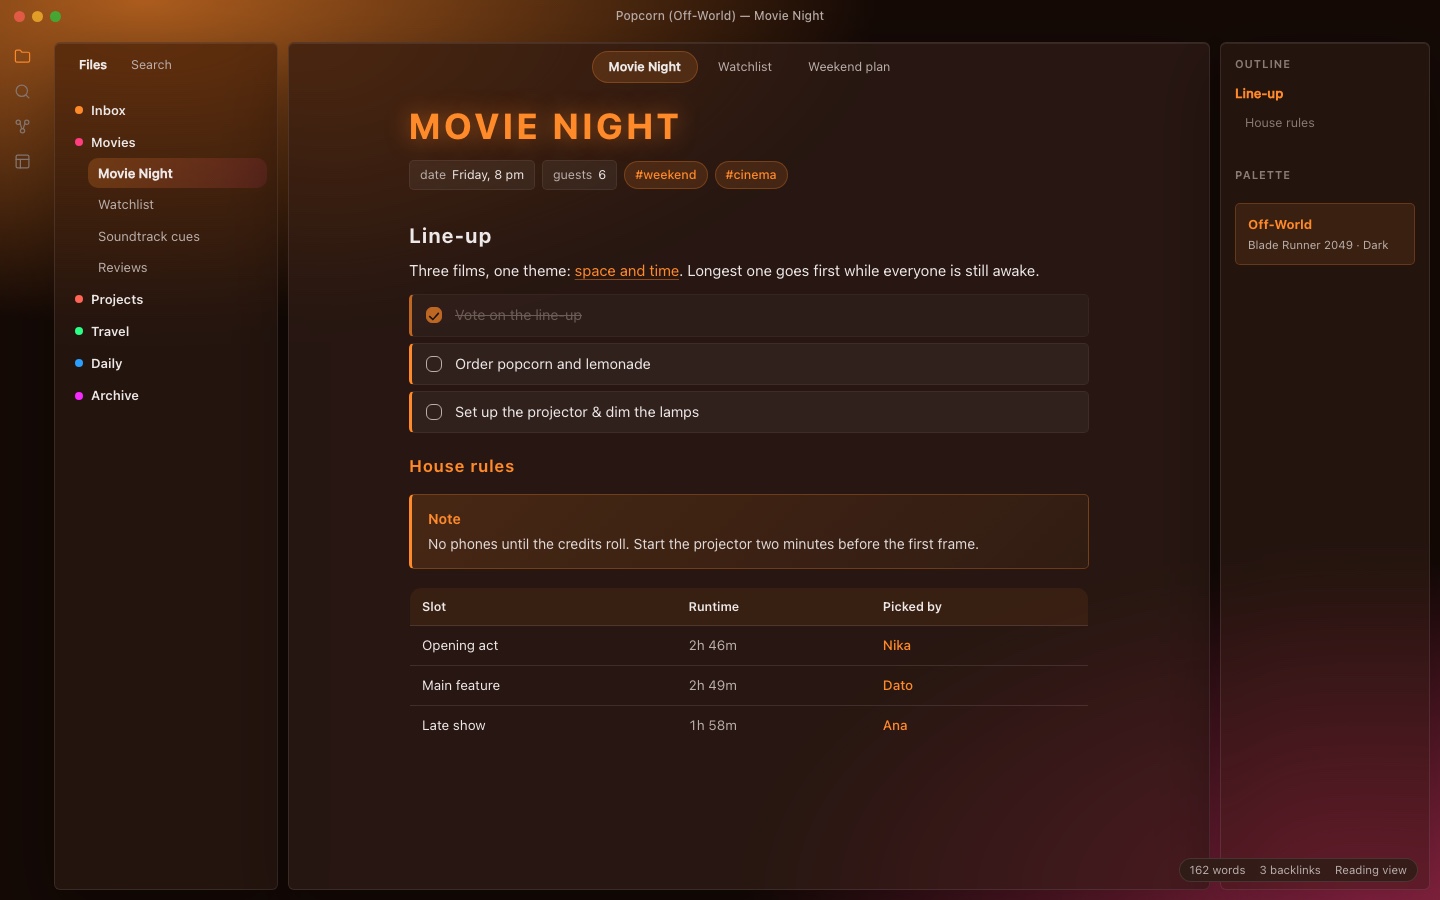 Popcorn (Off-World) — Movie Night
Files
Search
Inbox
Movies
Movie Night
Watchlist
Soundtrack cues
Reviews
Projects
Travel
Daily
Archive
Movie Night
Watchlist
Weekend plan
MOVIE NIGHT
date Friday, 8 pm
guests 6
#weekend
#cinema
Line-up
Three films, one theme: space and time. Longest one goes first while everyone is still awake.
Vote on the line-up
Order popcorn and lemonade
Set up the projector & dim the lamps
House rules
Note
No phones until the credits roll. Start the projector two minutes before the first frame.
Slot Runtime Picked by
Opening act 2h 46m Nika
Main feature 2h 49m Dato
Late show 1h 58m Ana
OUTLINE
Line-up
House rules
PALETTE
Off-World
Blade Runner 2049 · Dark
162 words 3 backlinks Reading view